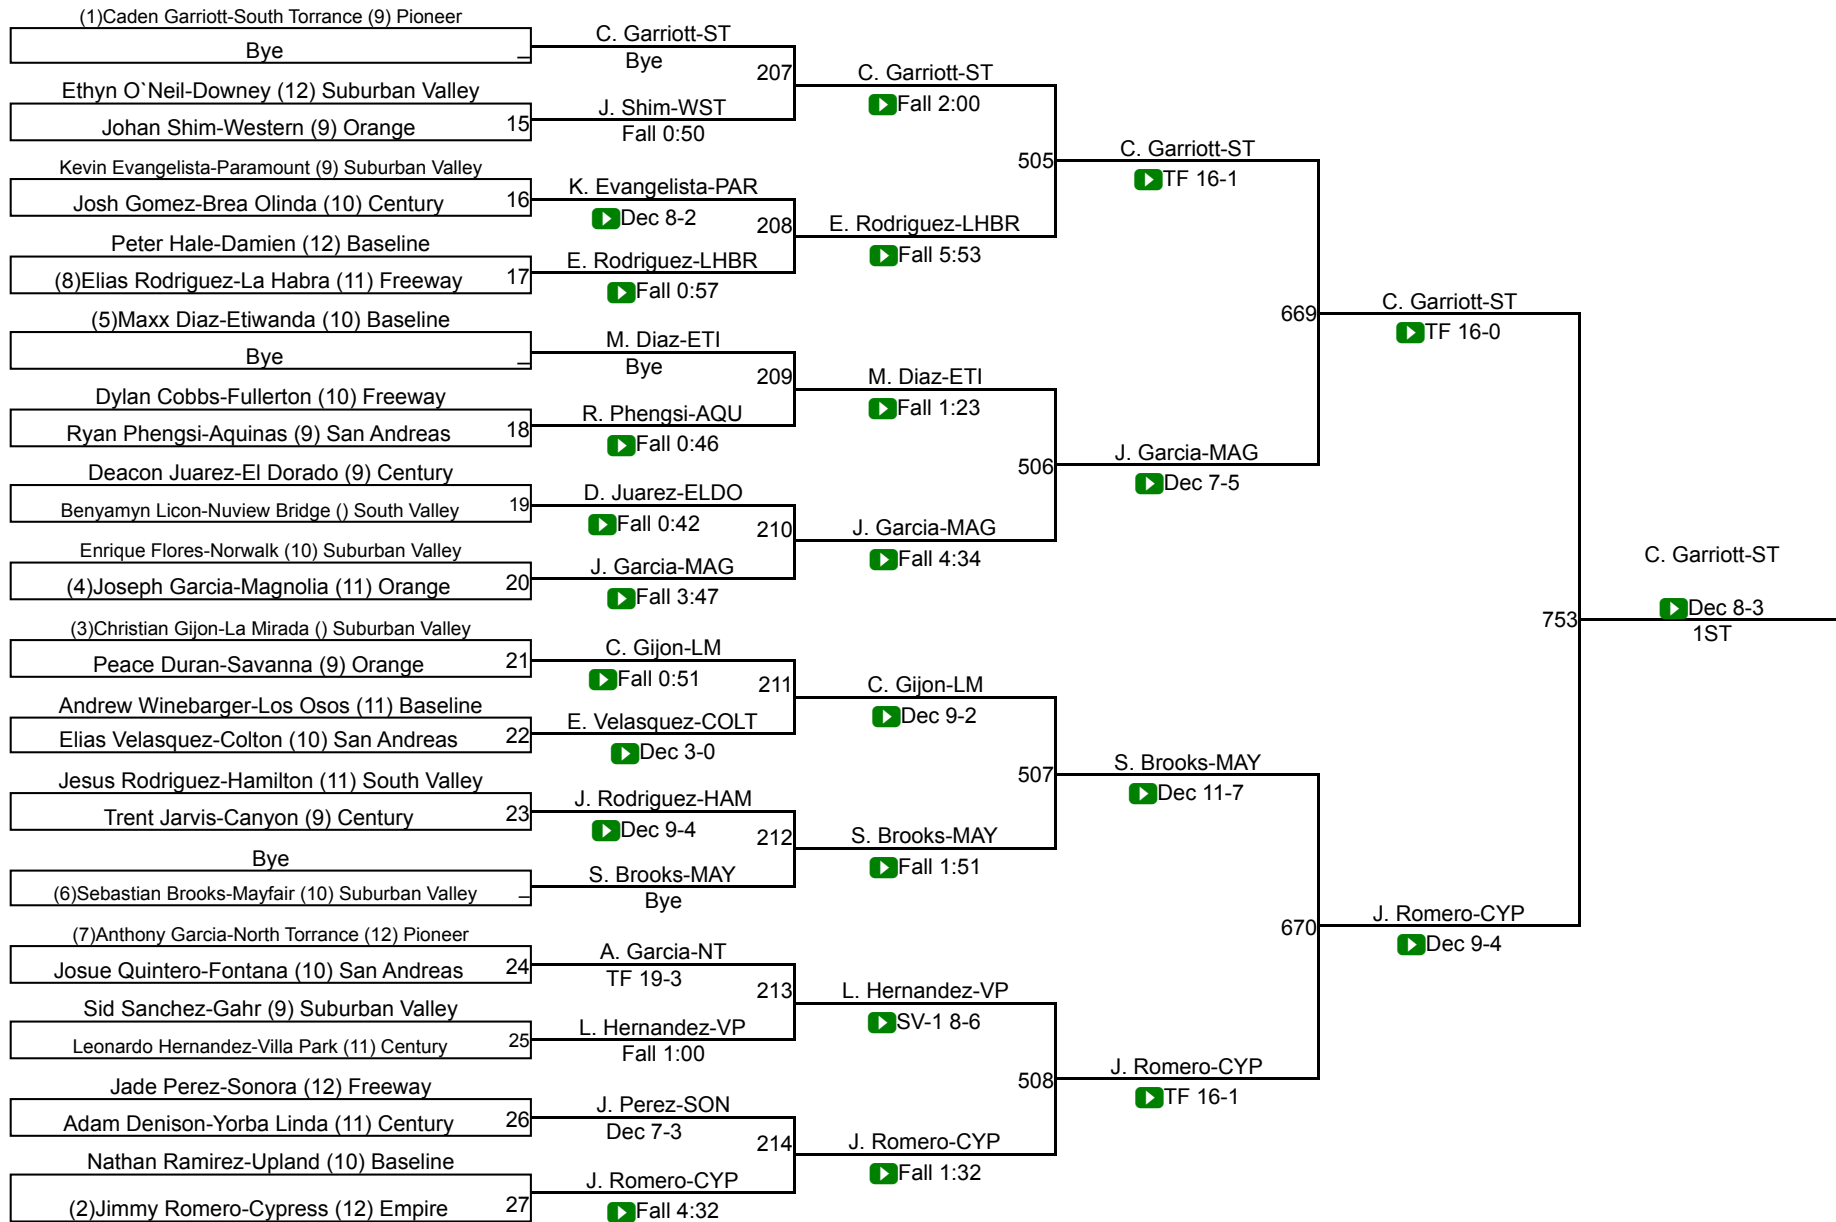 (1)Caden Garriott-South Torrance (9) Pioneer
Bye _
Ethyn O`Neil-Downey (12) Suburban Valley
Johan Shim-Western (9) Orange 15
Kevin Evangelista-Paramount (9) Suburban Valley
Josh Gomez-Brea Olinda (10) Century 16
Peter Hale-Damien (12) Baseline
(8)Elias Rodriguez-La Habra (11) Freeway 17
(5)Maxx Diaz-Etiwanda (10) Baseline
Bye _
Dylan Cobbs-Fullerton (10) Freeway
Ryan Phengsi-Aquinas (9) San Andreas 18
Deacon Juarez-El Dorado (9) Century
Benyamyn Licon-Nuview Bridge () South Valley 19
Enrique Flores-Norwalk (10) Suburban Valley
(4)Joseph Garcia-Magnolia (11) Orange 20
(3)Christian Gijon-La Mirada () Suburban Valley
Peace Duran-Savanna (9) Orange 21
Andrew Winebarger-Los Osos (11) Baseline
Elias Velasquez-Colton (10) San Andreas 22
Jesus Rodriguez-Hamilton (11) South Valley
Trent Jarvis-Canyon (9) Century 23
Bye
(6)Sebastian Brooks-Mayfair (10) Suburban Valley _
(7)Anthony Garcia-North Torrance (12) Pioneer
Josue Quintero-Fontana (10) San Andreas 24
Sid Sanchez-Gahr (9) Suburban Valley
Leonardo Hernandez-Villa Park (11) Century 25
Jade Perez-Sonora (12) Freeway
Adam Denison-Yorba Linda (11) Century 26
Nathan Ramirez-Upland (10) Baseline
(2)Jimmy Romero-Cypress (12) Empire 27
C. Garriott-ST
Bye
207
J. Shim-WST
Fall 0:50
K. Evangelista-PAR
Dec 8-2
208
E. Rodriguez-LHBR
Fall 0:57
M. Diaz-ETI
Bye
209
R. Phengsi-AQU
Fall 0:46
D. Juarez-ELDO
Fall 0:42
210
J. Garcia-MAG
Fall 3:47
C. Gijon-LM
Fall 0:51
211
E. Velasquez-COLT
Dec 3-0
J. Rodriguez-HAM
Dec 9-4
212
S. Brooks-MAY
Bye
A. Garcia-NT
TF 19-3
213
L. Hernandez-VP
Fall 1:00
J. Perez-SON
Dec 7-3
214
J. Romero-CYP
Fall 4:32
C. Garriott-ST
Fall 2:00
505
E. Rodriguez-LHBR
Fall 5:53
M. Diaz-ETI
Fall 1:23
506
J. Garcia-MAG
Fall 4:34
C. Gijon-LM
Dec 9-2
507
S. Brooks-MAY
Fall 1:51
L. Hernandez-VP
SV-1 8-6
508
J. Romero-CYP
Fall 1:32
C. Garriott-ST
TF 16-1
669
J. Garcia-MAG
Dec 7-5
S. Brooks-MAY
Dec 11-7
670
J. Romero-CYP
TF 16-1
C. Garriott-ST
TF 16-0
753
J. Romero-CYP
Dec 9-4
C. Garriott-ST
Dec 8-3
1ST